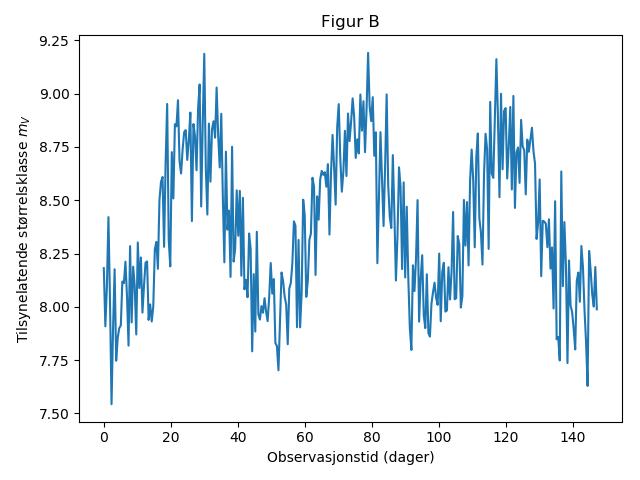 Figur B
Tilsynelatende størrelsklasse $m_V$
9.25
9.00
8.75
8.50
8.25
8.00
7.75
7.50
0 20 40 60 80 100 120 140
Observasjonstid (dager)